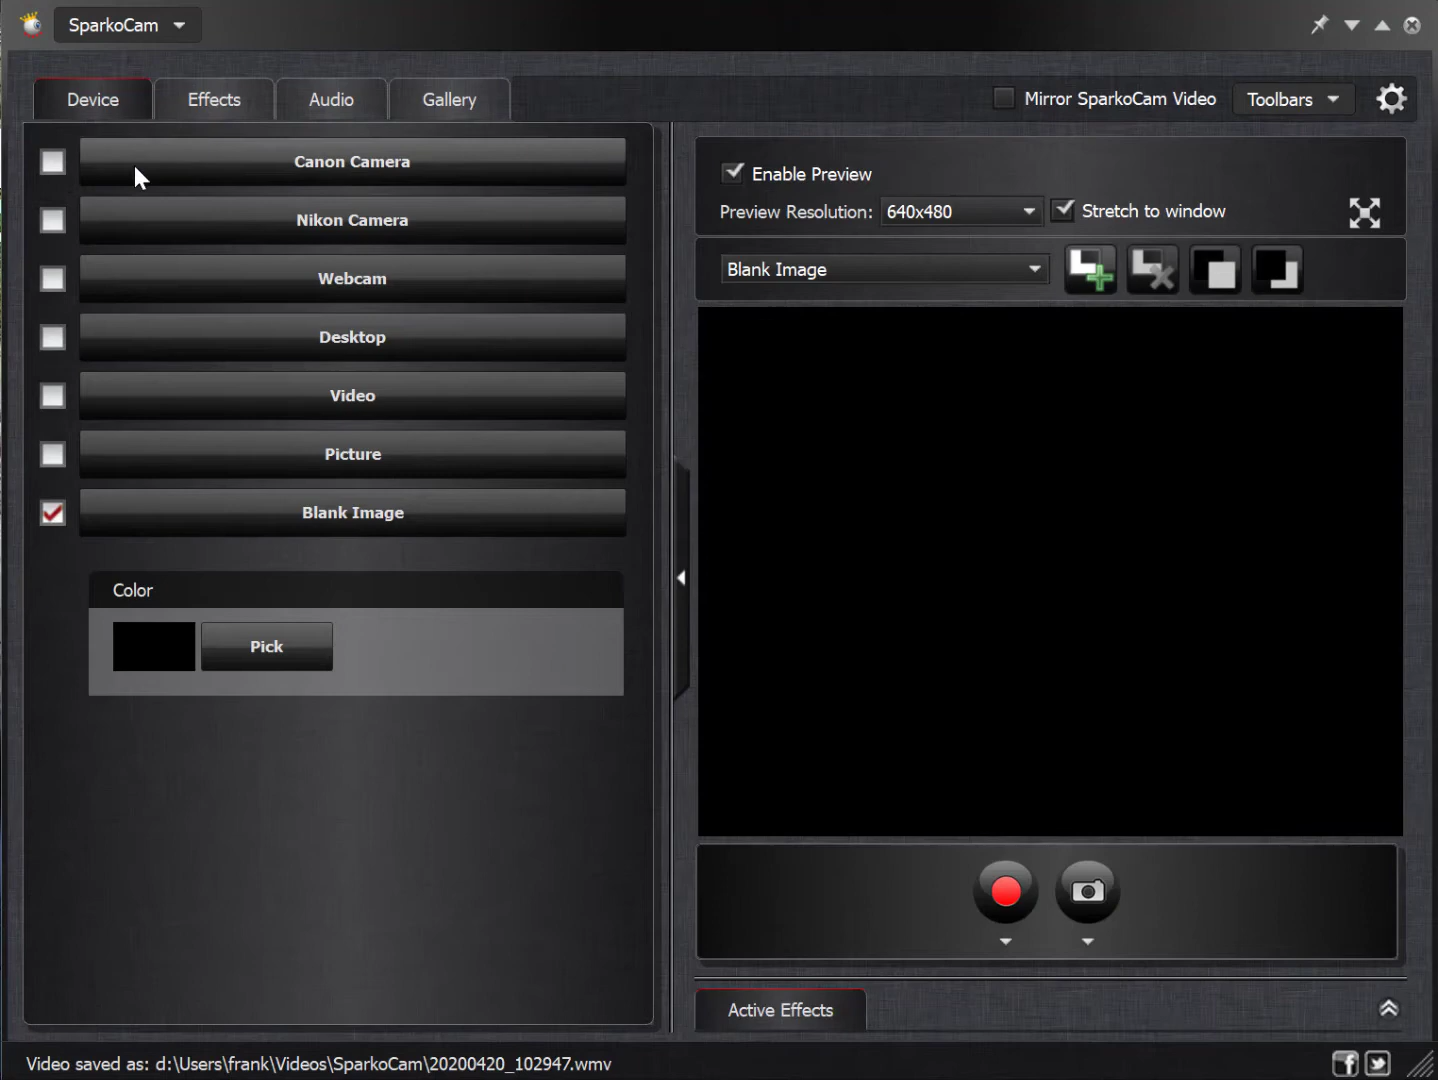 SparkoCam
Device
Effects
Audio
Gallery
Mirror SparkoCam Video
Toolbars
Canon Camera
Nikon Camera
Webcam
Desktop
Video
Picture
Blank Image
Color
Pick
Enable Preview
Preview Resolution: 640x480
Stretch to window
Blank Image
Active Effects
Video saved as: d:\Users\frank\Videos\SparkoCam\20200420_102947.wmv